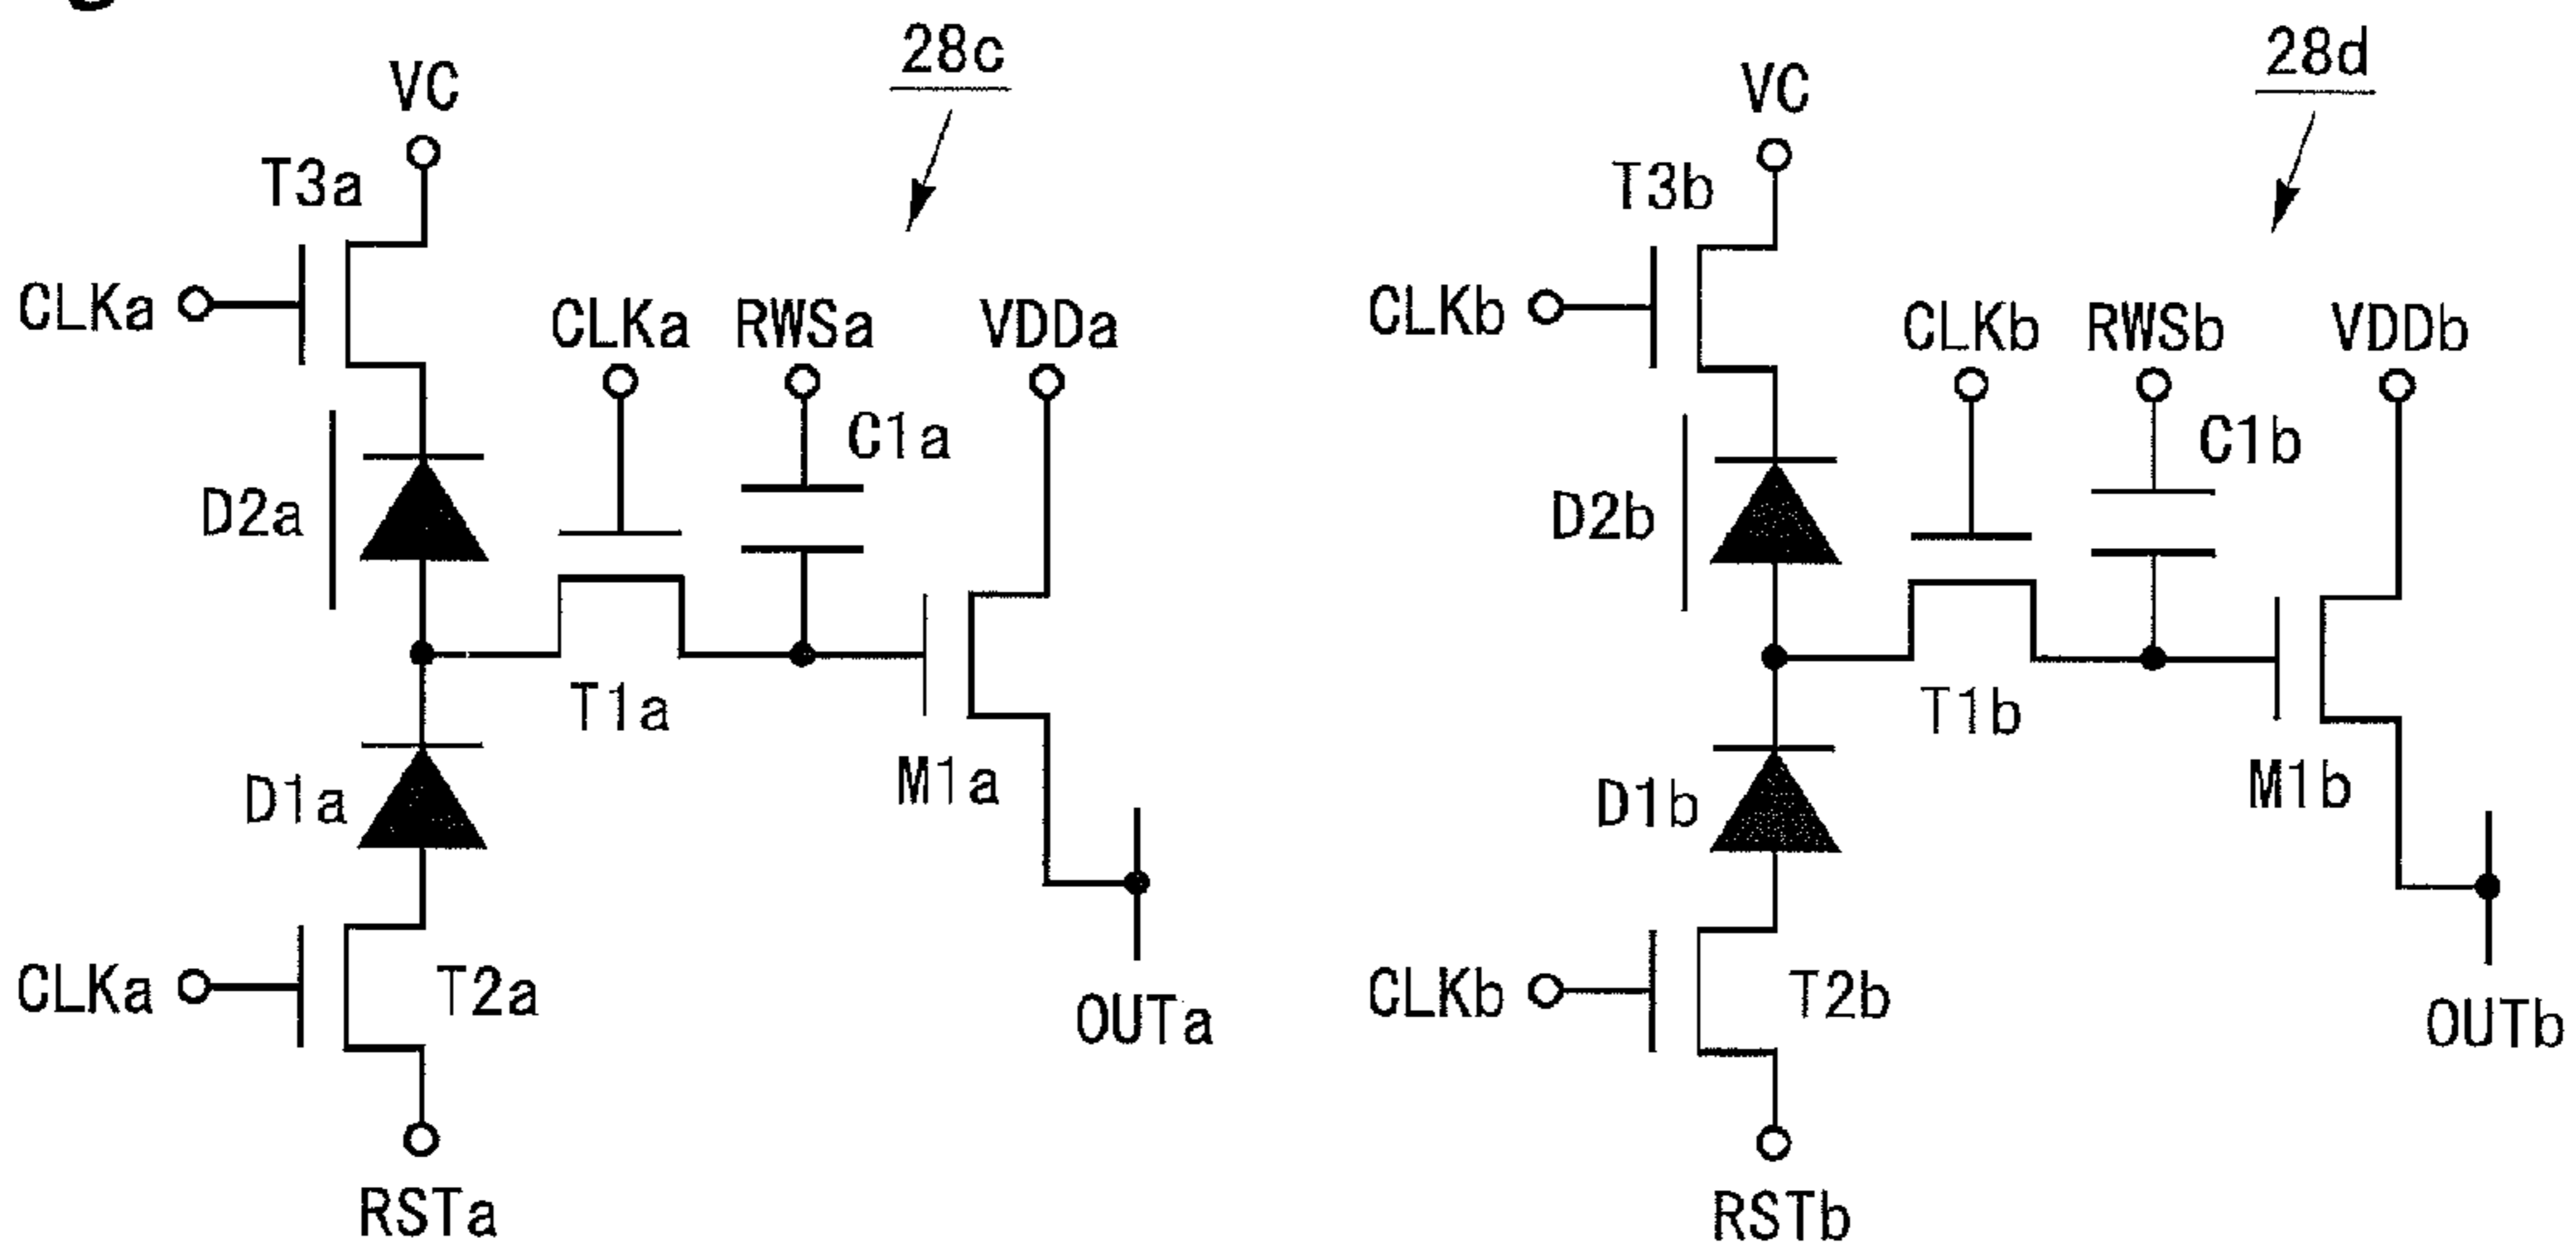 28c
VC
T3a
CLKa
CLKa
RWSa
VDDa
C1a
D2a
T1a
M1a
D1a
CLKa
T2a
OUTa
RSTa
28d
VC
T3b
CLKb
CLKb
RWSb
VDDb
C1b
D2b
T1b
M1b
D1b
CLKb
T2b
OUTb
RSTb